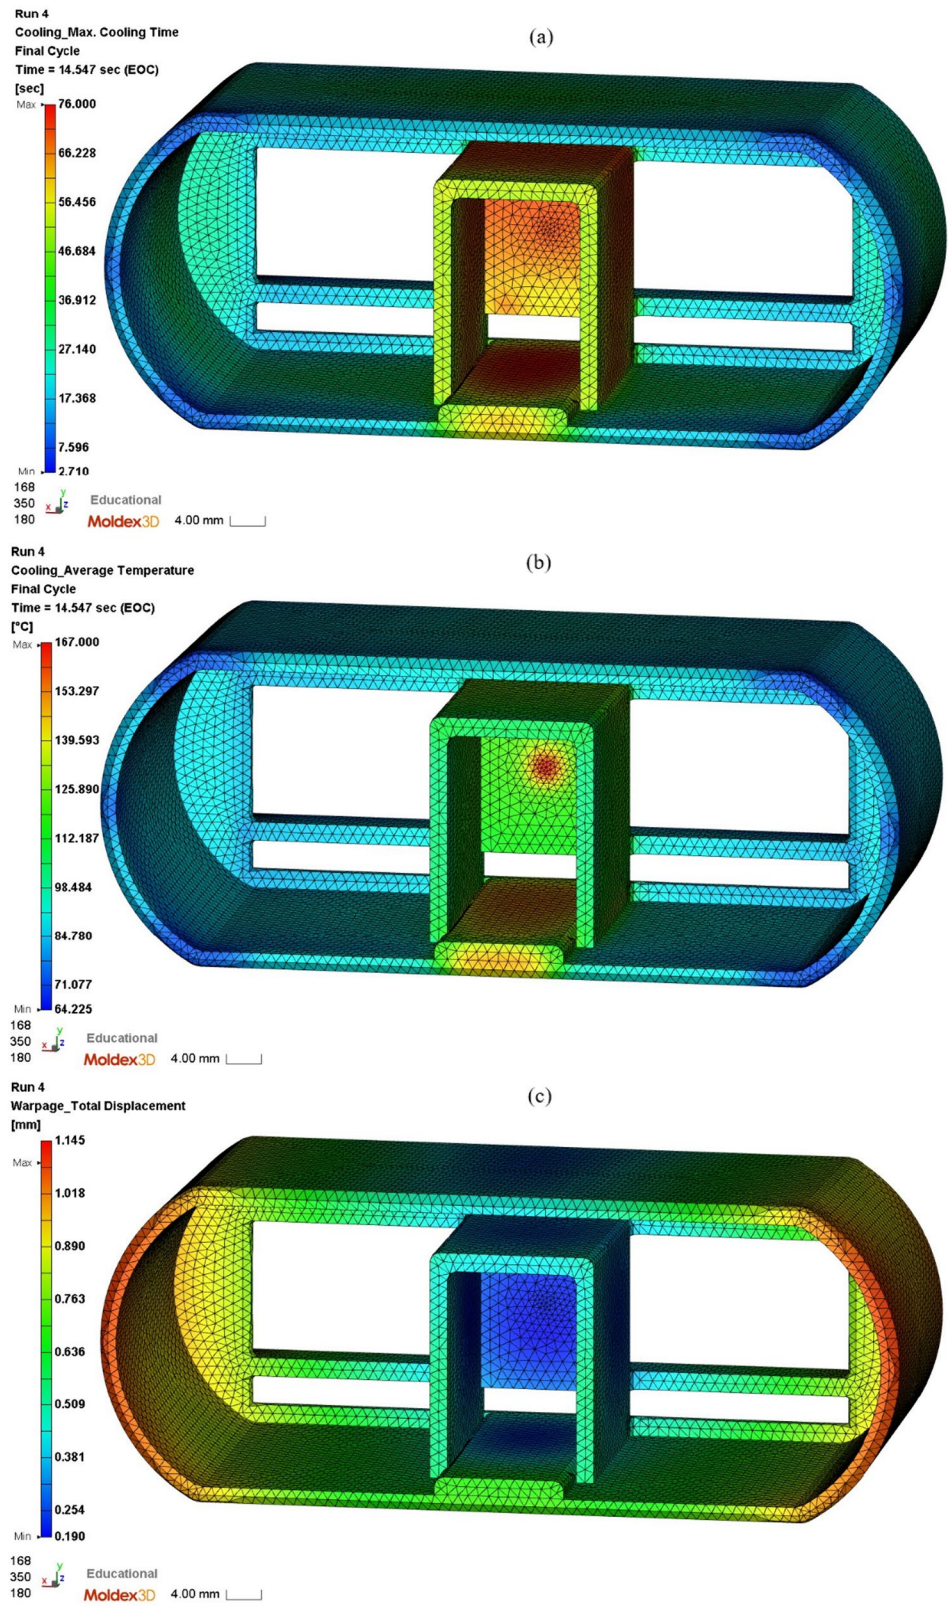 Run 4
Cooling_Max. Cooling Time
Final Cycle
Time = 14.547 sec (EOC)
[sec]
(a)
Max 76.000
66.228
56.456
46.684
36.912
27.140
17.368
7.596
Min 2.710
168
350
180
x y z
Educational
Moldex3D
4.00 mm
Run 4
Cooling_Average Temperature
Final Cycle
Time = 14.547 sec (EOC)
[°C]
(b)
Max 167.000
153.297
139.593
125.890
112.187
98.484
84.780
71.077
Min 64.225
168
350
180
x y z
Educational
Moldex3D
4.00 mm
Run 4
Warpage_Total Displacement
[mm]
(c)
1.145
Max
1.018
0.890
0.763
0.636
0.509
0.381
0.254
Min 0.190
168
350
180
x y z
Educational
Moldex3D
4.00 mm